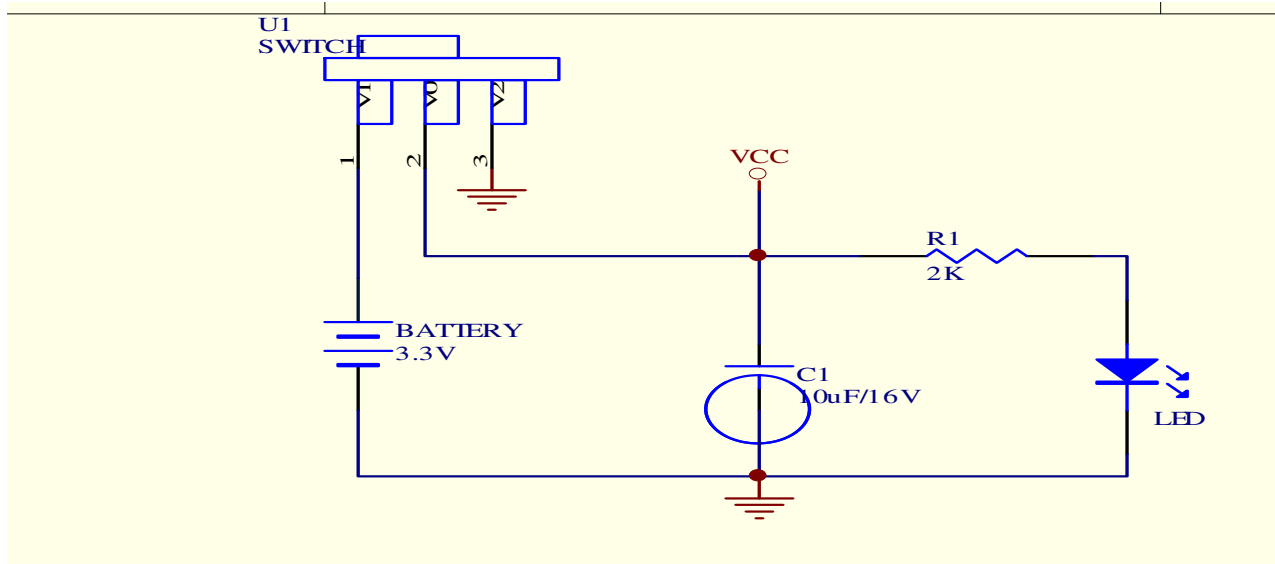 U1
SWITCH
V1
V0
V2
1
2
3
VCC
R1
2K
BATTERY
3.3V
C1
10uF/16V
LED